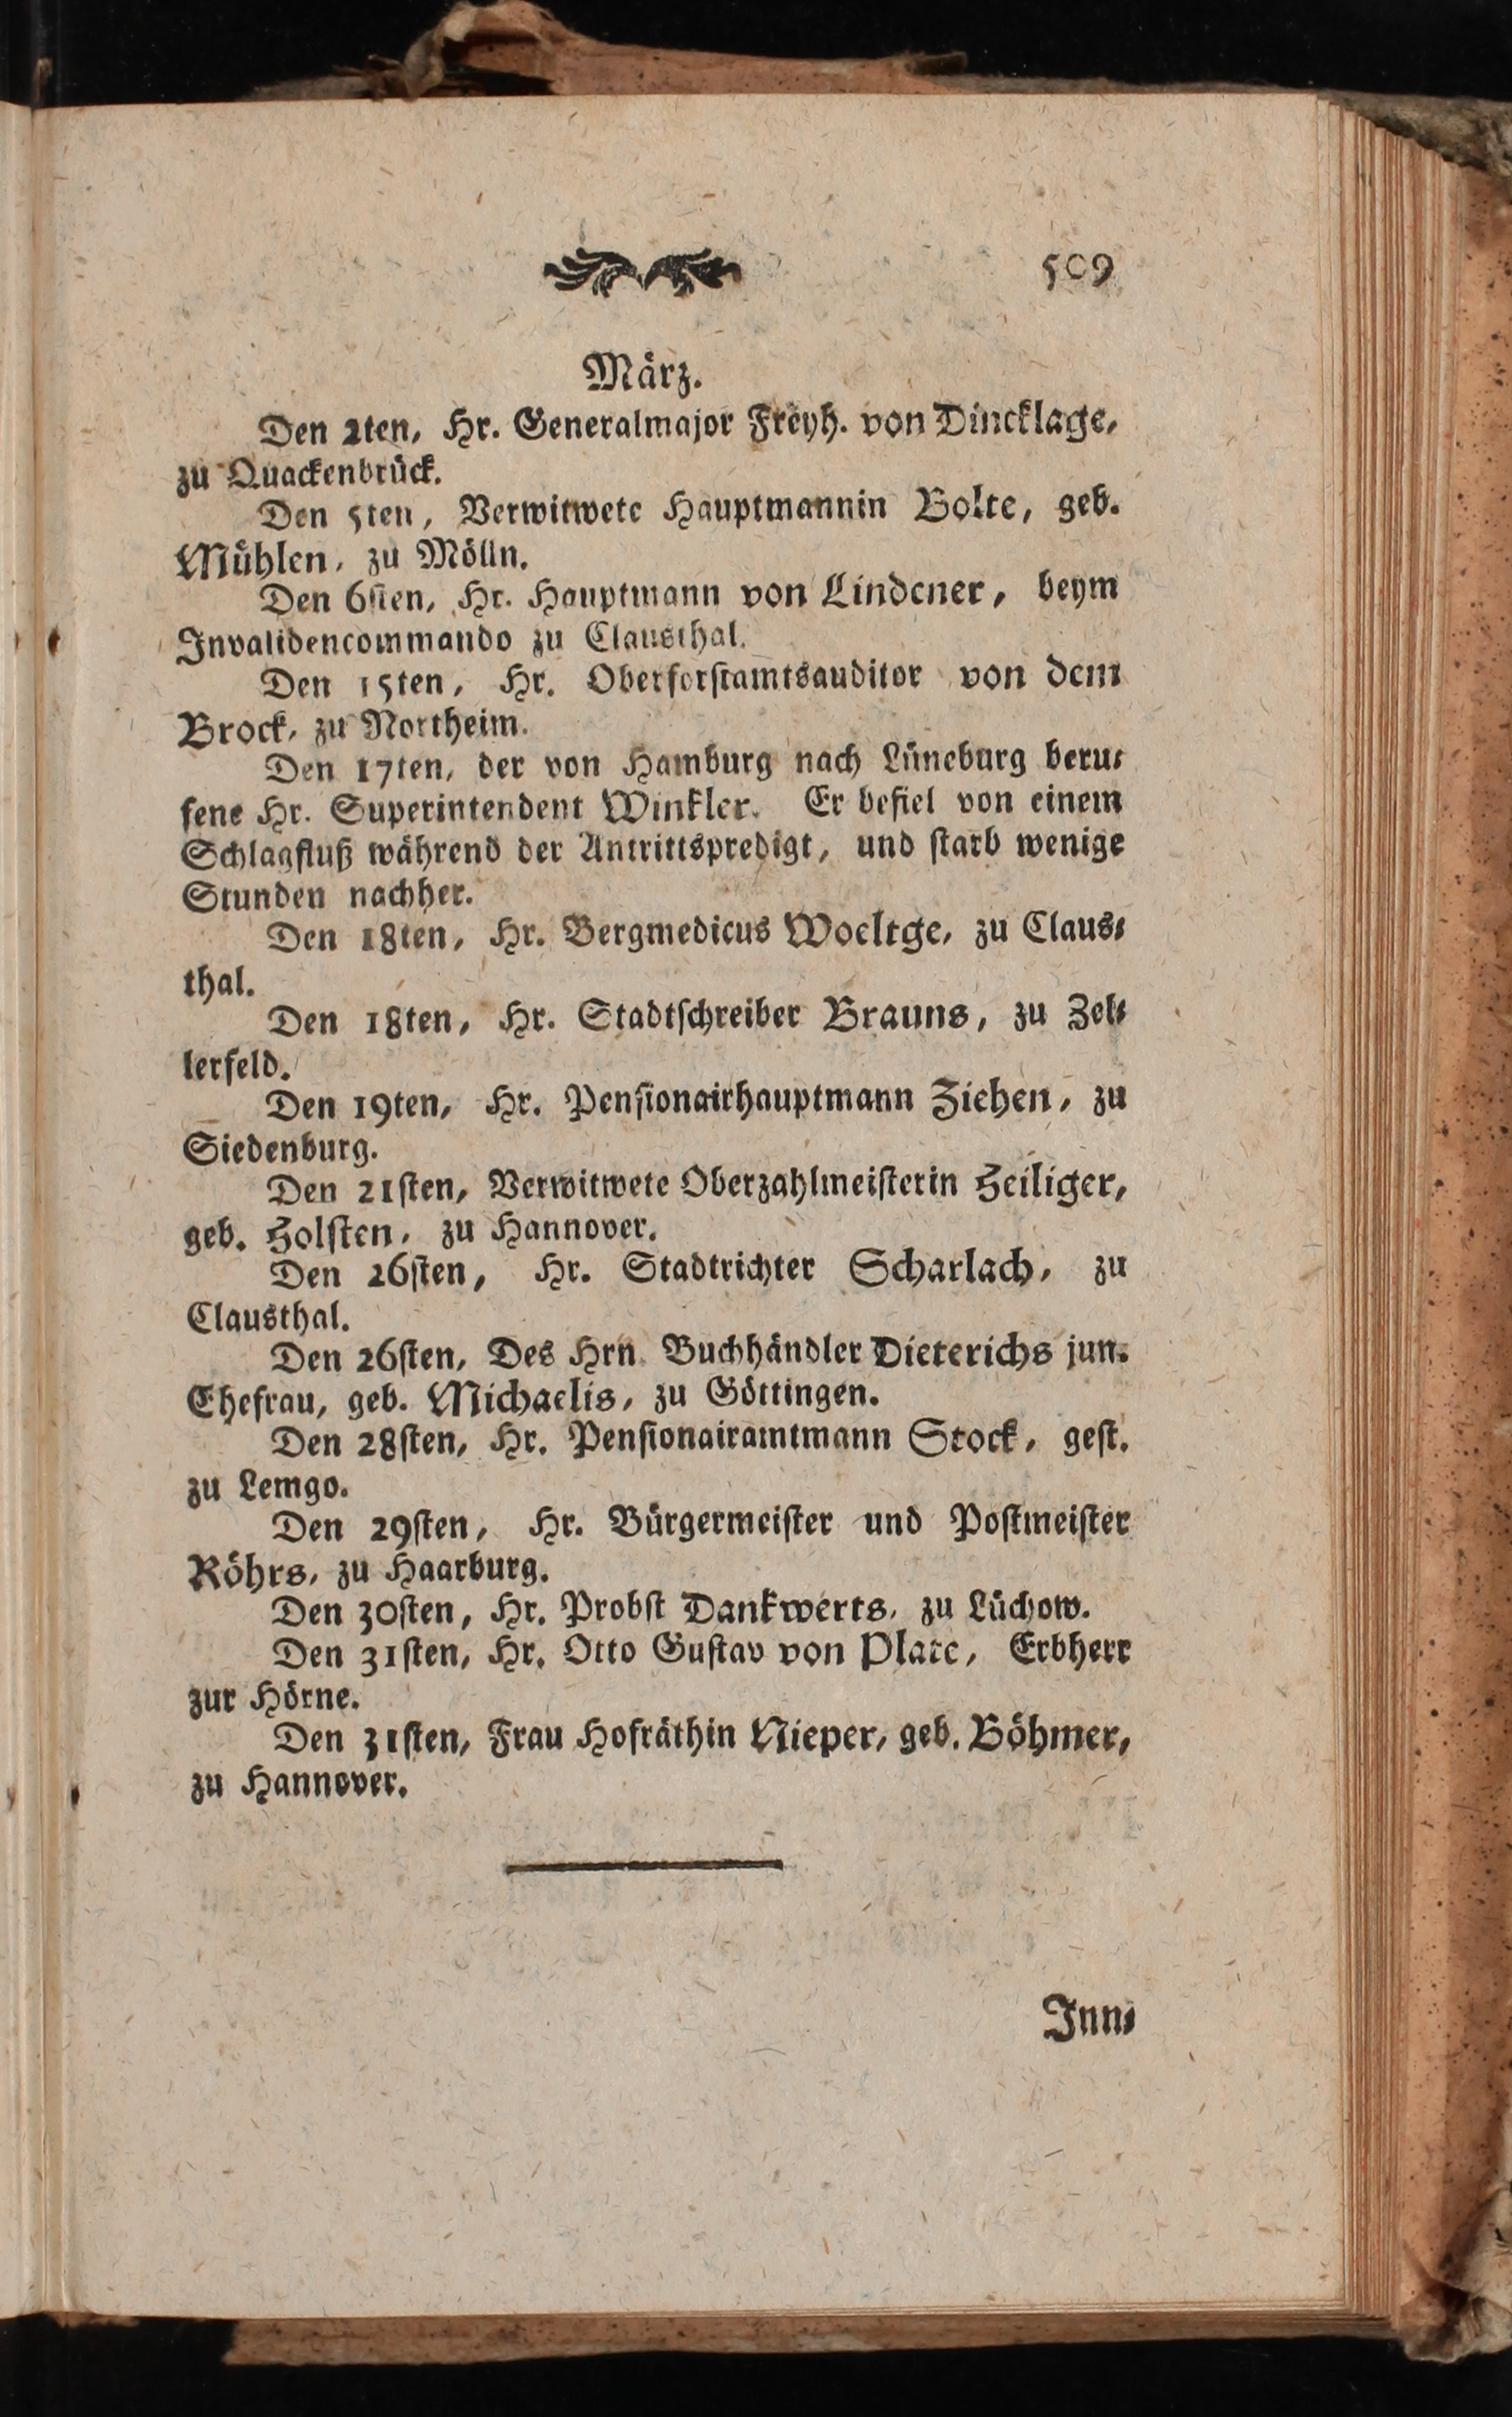 509
März.
Den 2ten, Hr. Generalmajor Freyh. von Dincklage,
zu Quackenbrück.
Den 5ten, Verwitwete Hauptmannin Bolte, geb.
Mühlen, zu Mölln.
Den 6sten, Hr. Hauptmann von Lindener, beym
Invalidencommando zu Clausthal.
Den 15ten, Hr. Oberforstamtsauditor von dem
Brock, zu Northeim.
Den 17ten, der von Hamburg nach Lüneburg beru⸗
fene Hr. Superintendent Winkler. Er befiel von einem
Schlagfluß während der Antrittspredigt, und starb wenige
Stunden nachher.
Den 18ten, Hr. Bergmedicus Woeltge, zu Claus⸗
thal.
Den 18ten, Hr. Stadtschreiber Brauns, zu Zel⸗
lerfeld.
Den 19ten, Hr. Pensionairhauptmann Ziehen, zu
Siedenburg.
Den 21sten, Verwitwete Oberzahlmeisterin Heiliger,
geb. Holsten, zu Hannover.
Den 26sten, Hr. Stadtrichter Scharlach, zu
Clausthal.
Den 26sten, Des Hrn. Buchhändler Dieterichs jun.
Ehefrau, geb. Michaelis, zu Göttingen.
Den 28sten, Hr. Pensionairamtmann Stock, gest.
zu Lemgo.
Den 29sten, Hr. Bürgermeister und Postmeister
Röhrs, zu Haarburg.
Den 30sten, Hr. Probst Dankwerts, zu Lüchow.
Den 31sten, Hr. Otto Gustav von Plate, Erbherr
zur Hörne.
Den 31sten, Frau Hofräthin Nieper, geb. Böhmer,
zu Hannover.
Inn⸗